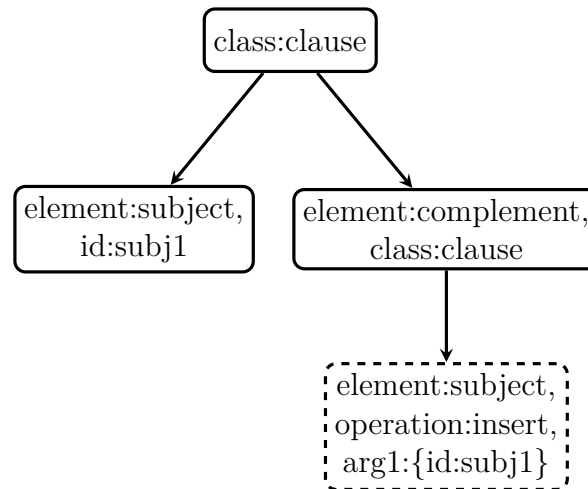 class:clause
element:subject,
id:subj1
element:complement,
class:clause
element:subject,
operation:insert,
arg1:{id:subj1}